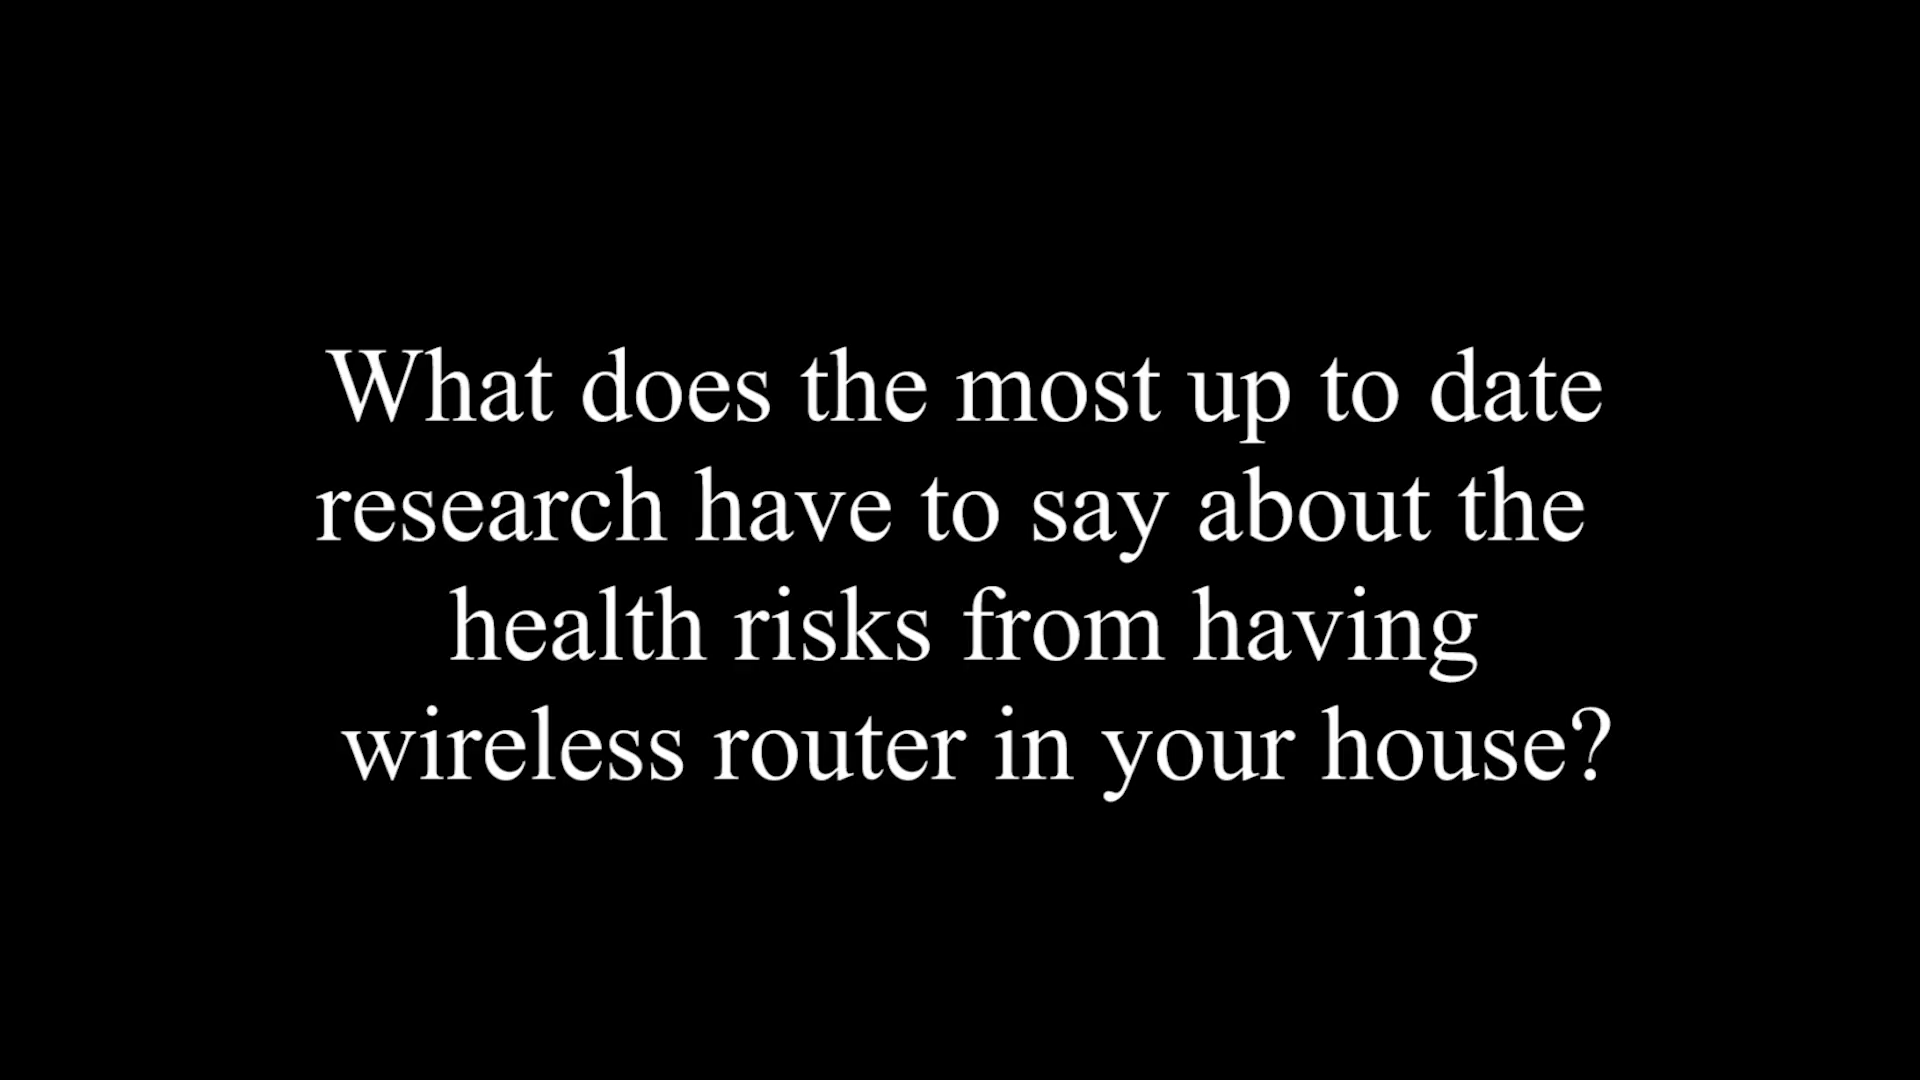 What does the most up to date
research have to say about the
health risks from having
wireless router in your house?